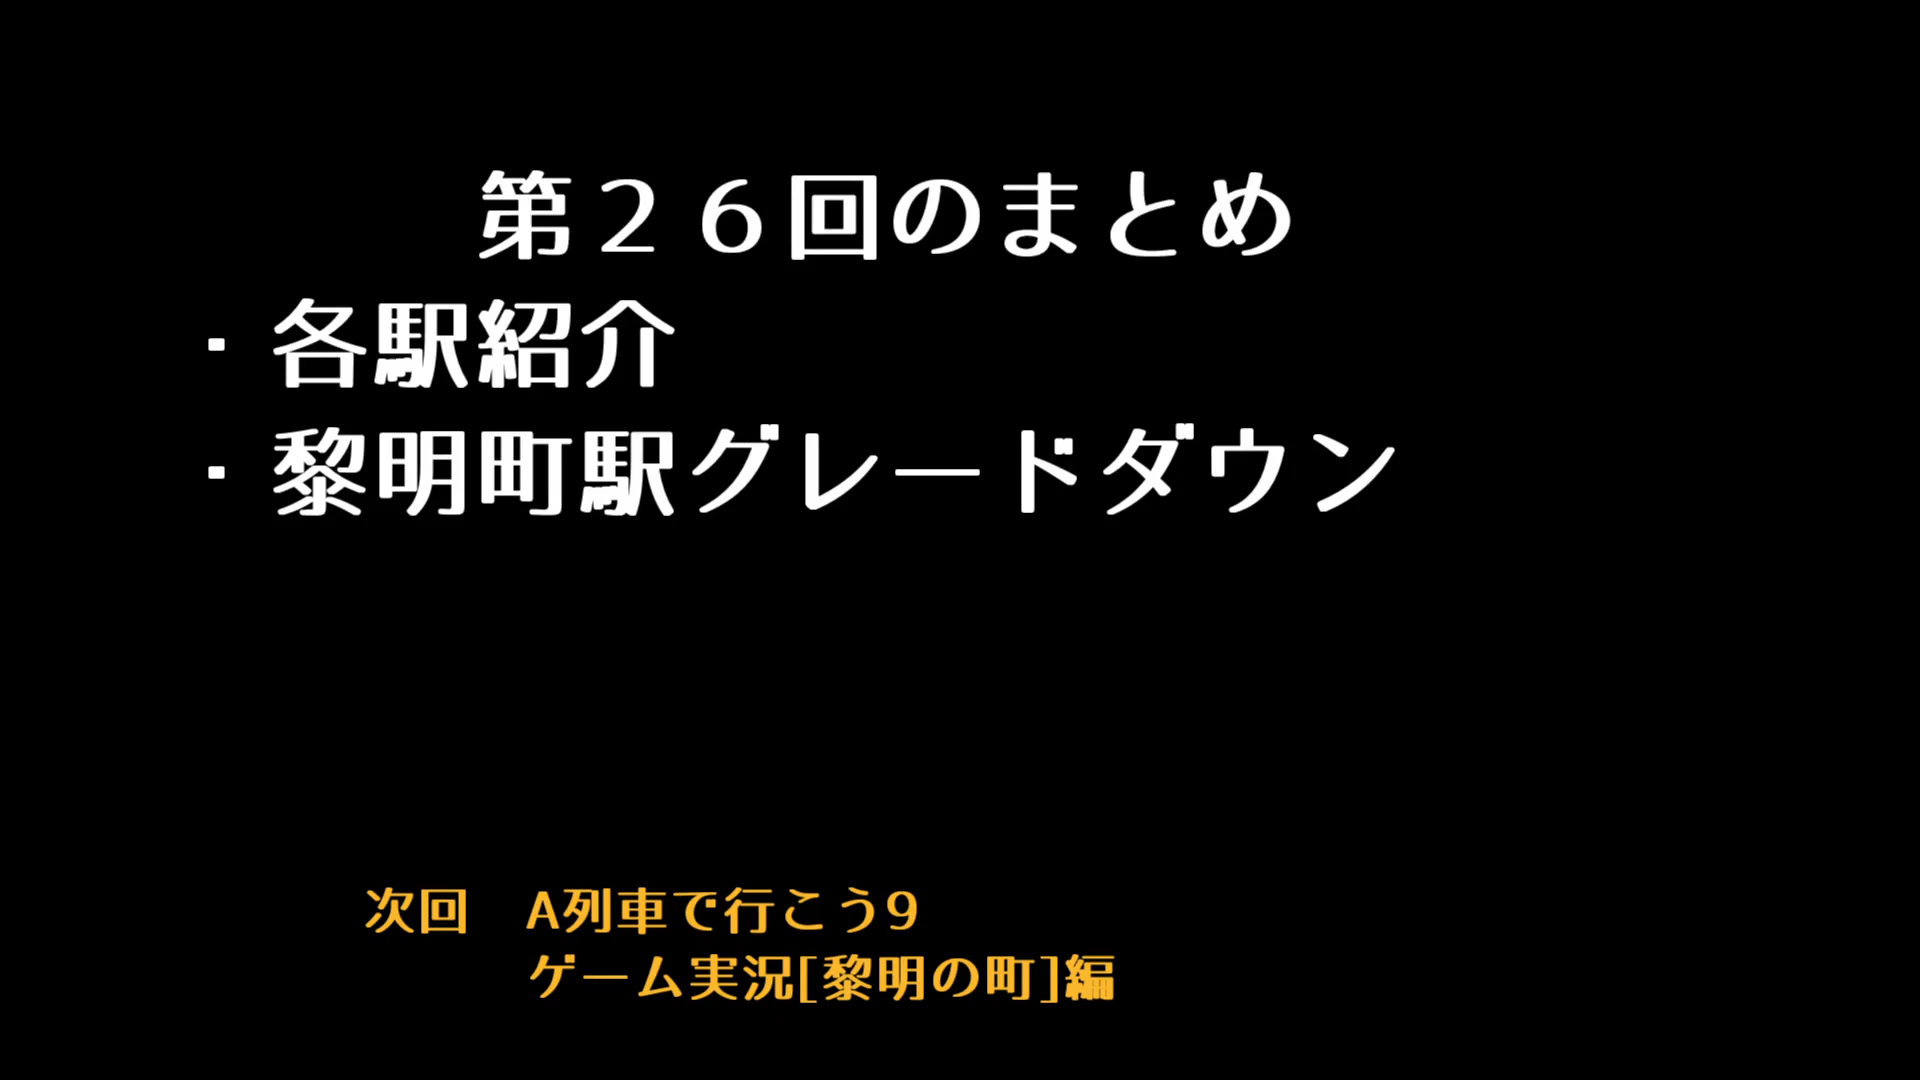 第２６回のまとめ
・各駅紹介
・黎明町駅グレードダウン
次回　A列車で行こう9
ゲーム実況[黎明の町]編